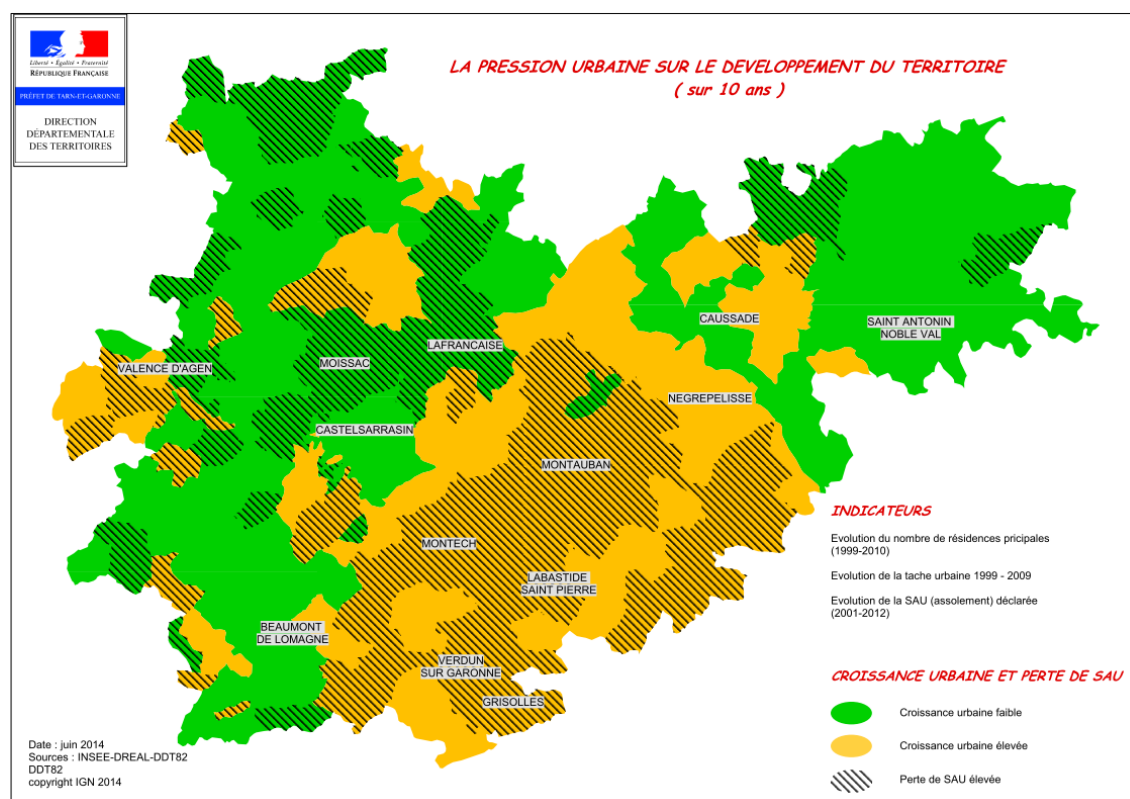 Liberté • Égalité • Fraternité
RÉPUBLIQUE FRANÇAISE
PRÉFET DE TARN-ET-GARONNE
DIRECTION
DÉPARTEMENTALE
DES TERRITOIRES
LA PRESSION URBAINE SUR LE DEVELOPPEMENT DU TERRITOIRE
( sur 10 ans )
CAUSSADE
SAINT ANTONIN
NOBLE VAL
LAFRANCAISE
MOISSAC
VALENCE D'AGEN
NEGREPELISSE
CASTELSARRASIN
MONTAUBAN
MONTECH
LABASTIDE
SAINT PIERRE
BEAUMONT
DE LOMAGNE
VERDUN
SUR GARONNE
GRISOLLES
INDICATEURS
Evolution du nombre de résidences pricipales
(1999-2010)
Evolution de la tache urbaine 1999 - 2009
Evolution de la SAU (assolement) déclarée
(2001-2012)
CROISSANCE URBAINE ET PERTE DE SAU
Croissance urbaine faible
Croissance urbaine élevée
Perte de SAU élevée
Date : juin 2014
Sources : INSEE-DREAL-DDT82
DDT82
copyright IGN 2014